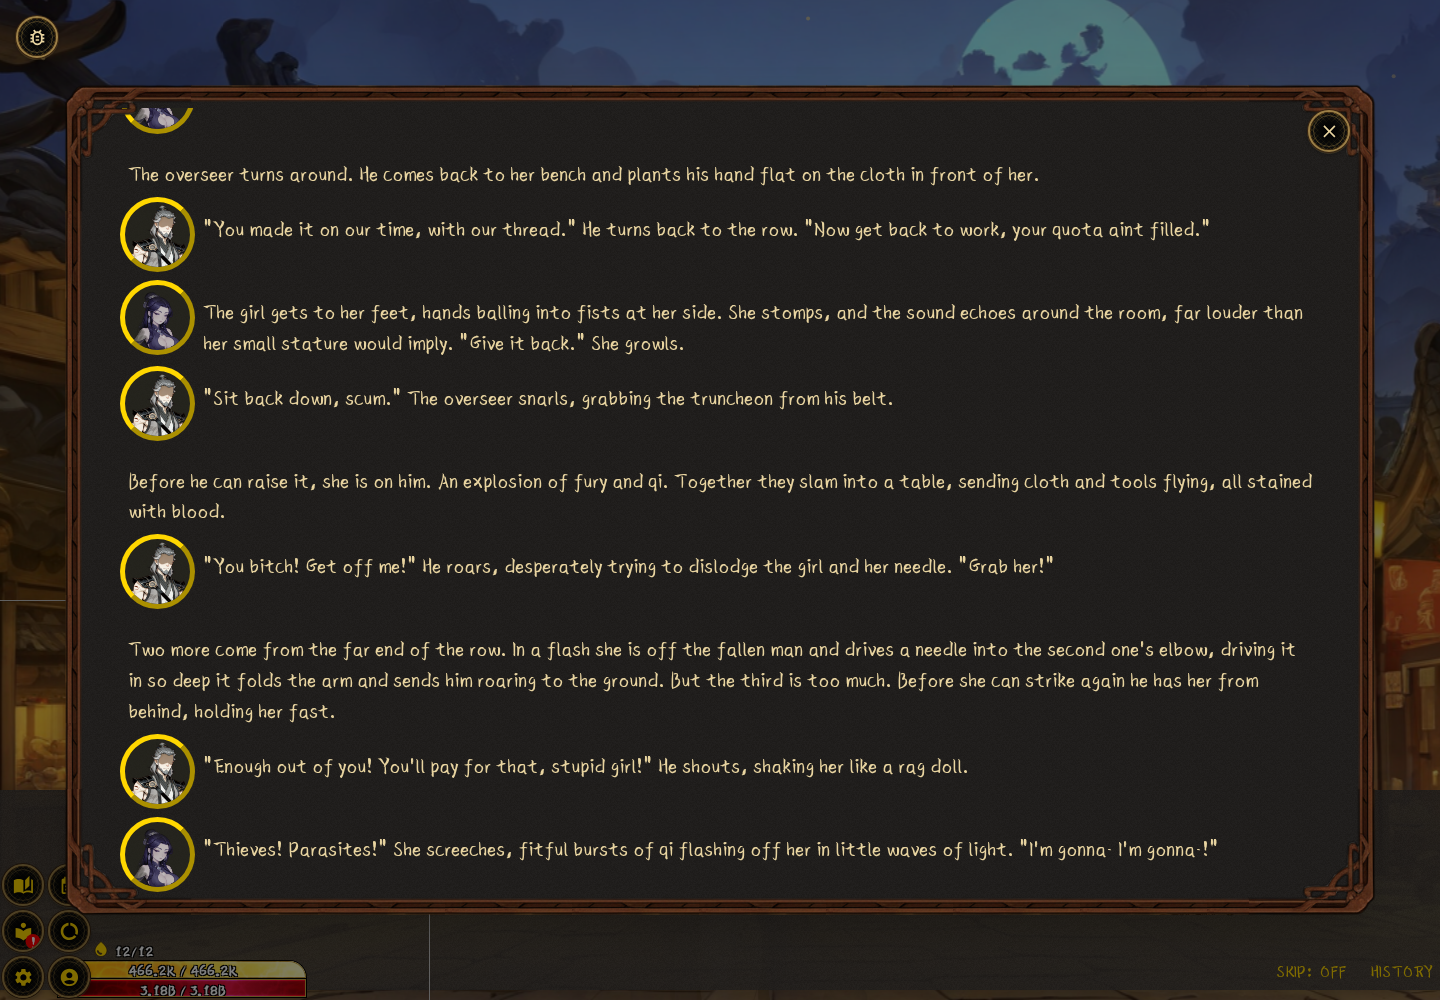 The overseer turns around. He comes back to her bench and plants his hand flat on the cloth in front of her.
"You made it on our time, with our thread." He turns back to the row. "Now get back to work, your quota aint filled."
The girl gets to her feet, hands balling into fists at her side. She stomps, and the sound echoes around the room, far louder than
her small stature would imply. "Give it back." She growls.
"Sit back down, scum." The overseer snarls, grabbing the truncheon from his belt.
Before he can raise it, she is on him. An explosion of fury and qi. Together they slam into a table, sending cloth and tools flying, all stained
with blood.
"You bitch! Get off me!" He roars, desperately trying to dislodge the girl and her needle. "Grab her!"
Two more come from the far end of the row. In a flash she is off the fallen man and drives a needle into the second one's elbow, driving it
in so deep it folds the arm and sends him roaring to the ground. But the third is too much. Before she can strike again he has her from
behind, holding her fast.
"Enough out of you! You'll pay for that, stupid girl!" He shouts, shaking her like a rag doll.
"Thieves! Parasites!" She screeches, fitful bursts of qi flashing off her in little waves of light. "I'm gonna- I'm gonna-!"
12/12
466.2K / 466.2K
3.18B / 3.18B
SKIP: OFF
HISTORY